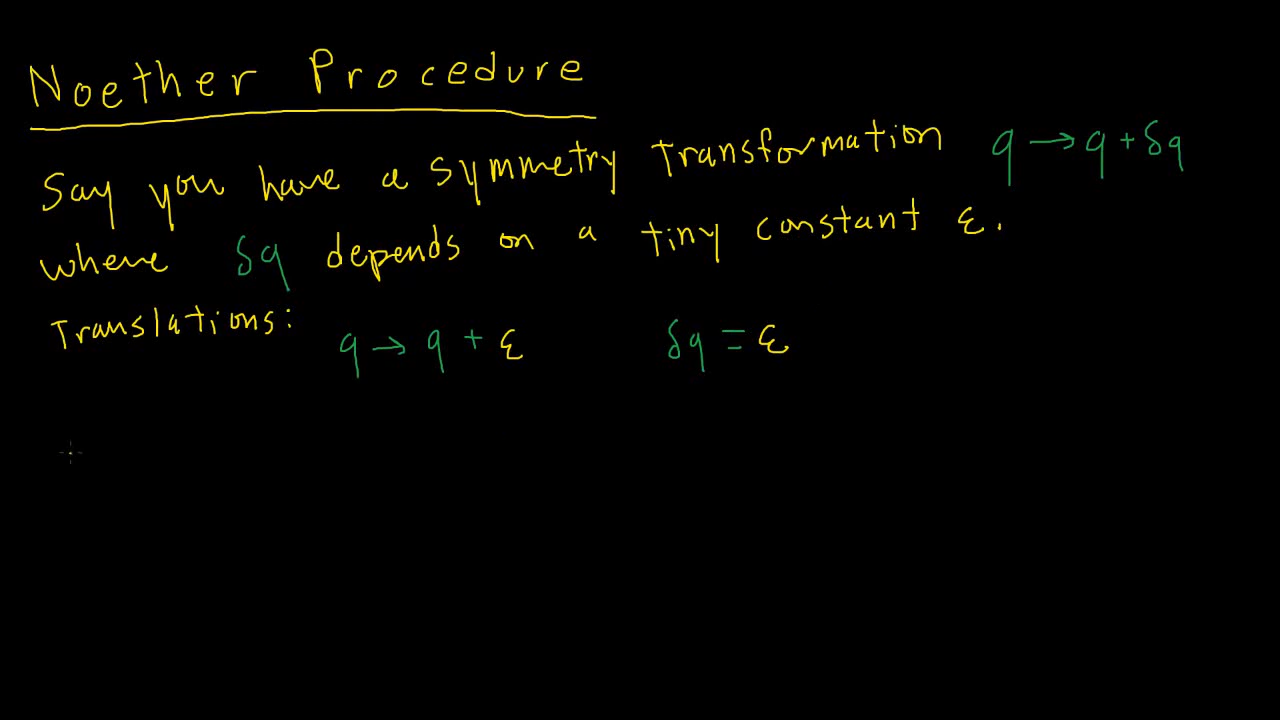 Noether Procedure
Say you have a symmetry transformation q → q + δq
where δq depends on a tiny constant ε.
Translations: q → q + ε δq = ε